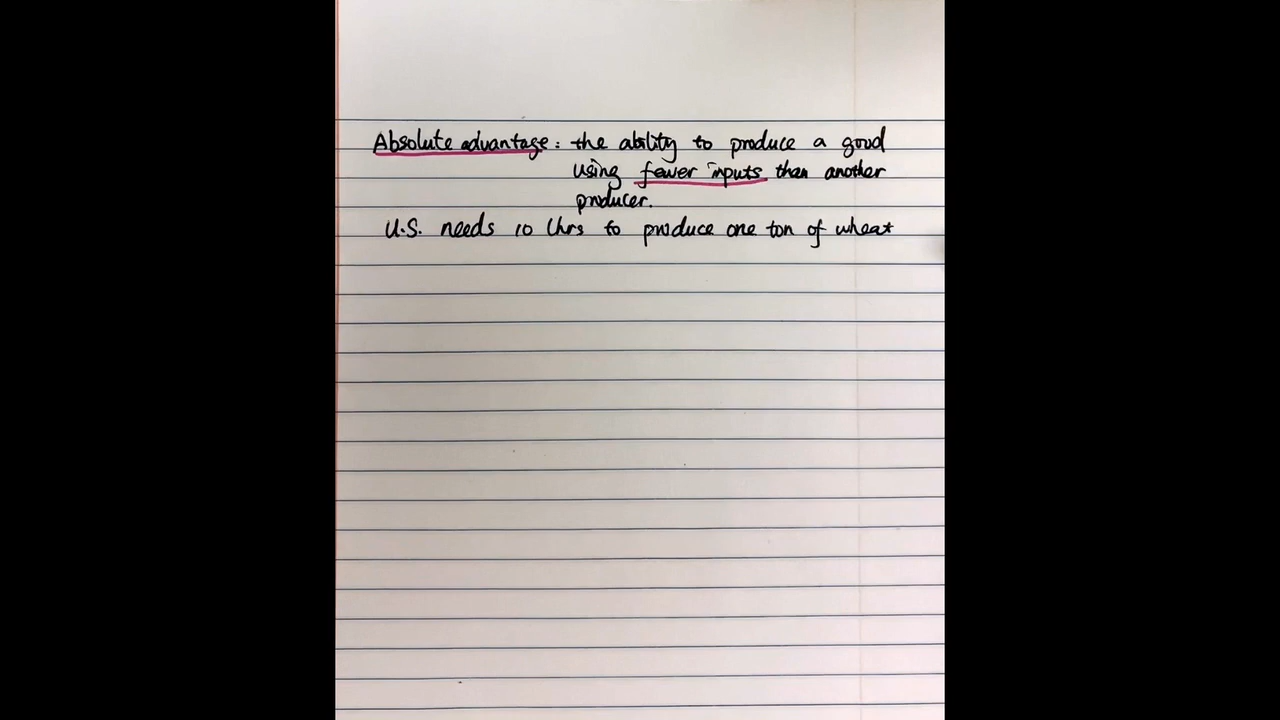 Absolute advantage: the ability to produce a good
using fewer inputs than another
producer.
U.S. needs 10 lhrs to produce one ton of wheat